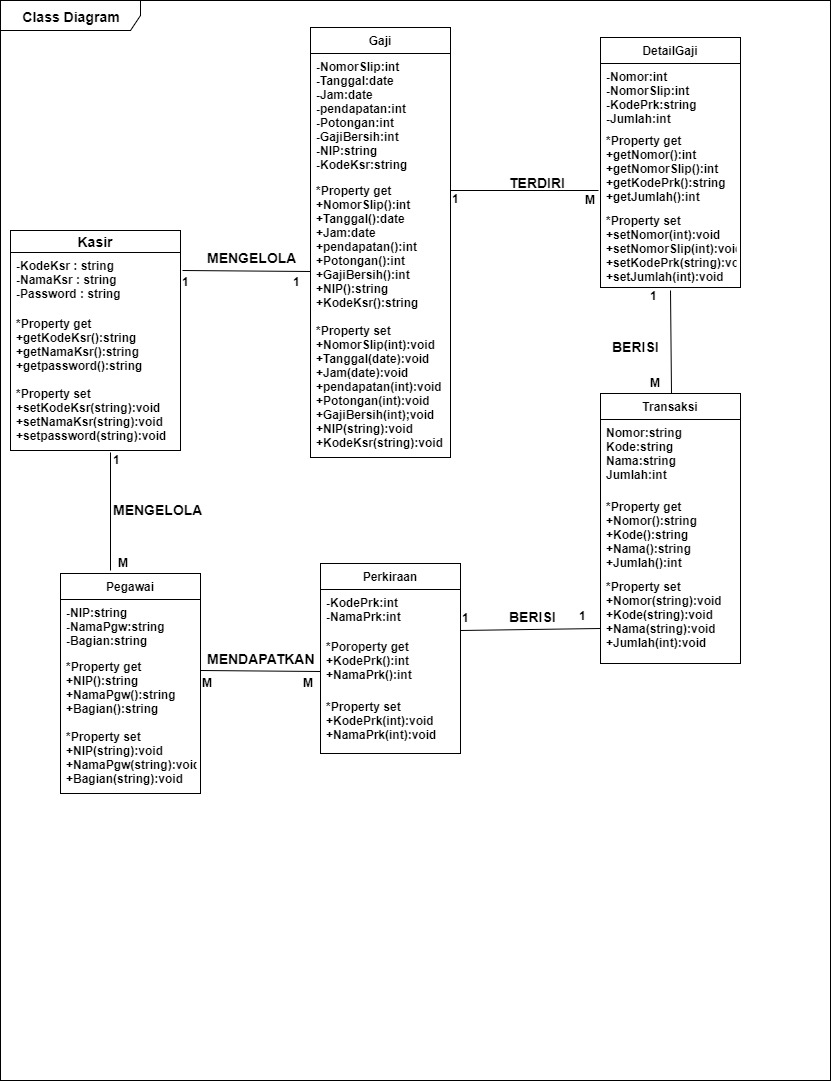 Class Diagram
Gaji
-NomorSlip:int
-Tanggal:date
-Jam:date
-pendapatan:int
-Potongan:int
-GajiBersih:int
-NIP:string
-KodeKsr:string
*Property get
+NomorSlip():int
+Tanggal():date
+Jam:date
+pendapatan():int
+Potongan():int
+GajiBersih():int
+NIP():string
+KodeKsr():string
*Property set
+NomorSlip(int):void
+Tanggal(date):void
+Jam(date):void
+pendapatan(int):void
+Potongan(int):void
+GajiBersih(int);void
+NIP(string):void
+KodeKsr(string):void
TERDIRI
1
M
DetailGaji
-Nomor:int
-NomorSlip:int
-KodePrk:string
-Jumlah:int
*Property get
+getNomor():int
+getNomorSlip():int
+getKodePrk():string
+getJumlah():int
*Property set
+setNomor(int):void
+setNomorSlip(int):voi
+setKodePrk(string):vc
+setJumlah(int):void
Kasir
-KodeKsr : string
-NamaKsr : string
-Password : string
*Property get
+getKodeKsr():string
+getNamaKsr():string
+getpassword():string
*Property set
+setKodeKsr(string):void
+setNamaKsr(string):void
+setpassword(string):void
MENGELOLA
1
1
1
BERISI
M
1
MENGELOLA
M
Transaksi
Nomor:string
Kode:string
Nama:string
Jumlah:int
*Property get
+Nomor():string
+Kode():string
+Nama():string
+Jumlah():int
*Property set
+Nomor(string):void
+Kode(string):void
+Nama(string):void
+Jumlah(int):void
Pegawai
-NIP:string
-NamaPgw:string
-Bagian:string
*Property get
+NIP():string
+NamaPgw():string
+Bagian():string
*Property set
+NIP(string):void
+NamaPgw(string):voi
+Bagian(string):void
MENDAPATKAN
M
M
Perkiraan
-KodePrk:int
-NamaPrk:int
*Poroperty get
+KodePrk():int
+NamaPrk():int
*Property set
+KodePrk(int):void
+NamaPrk(int):void
1
BERISI
1